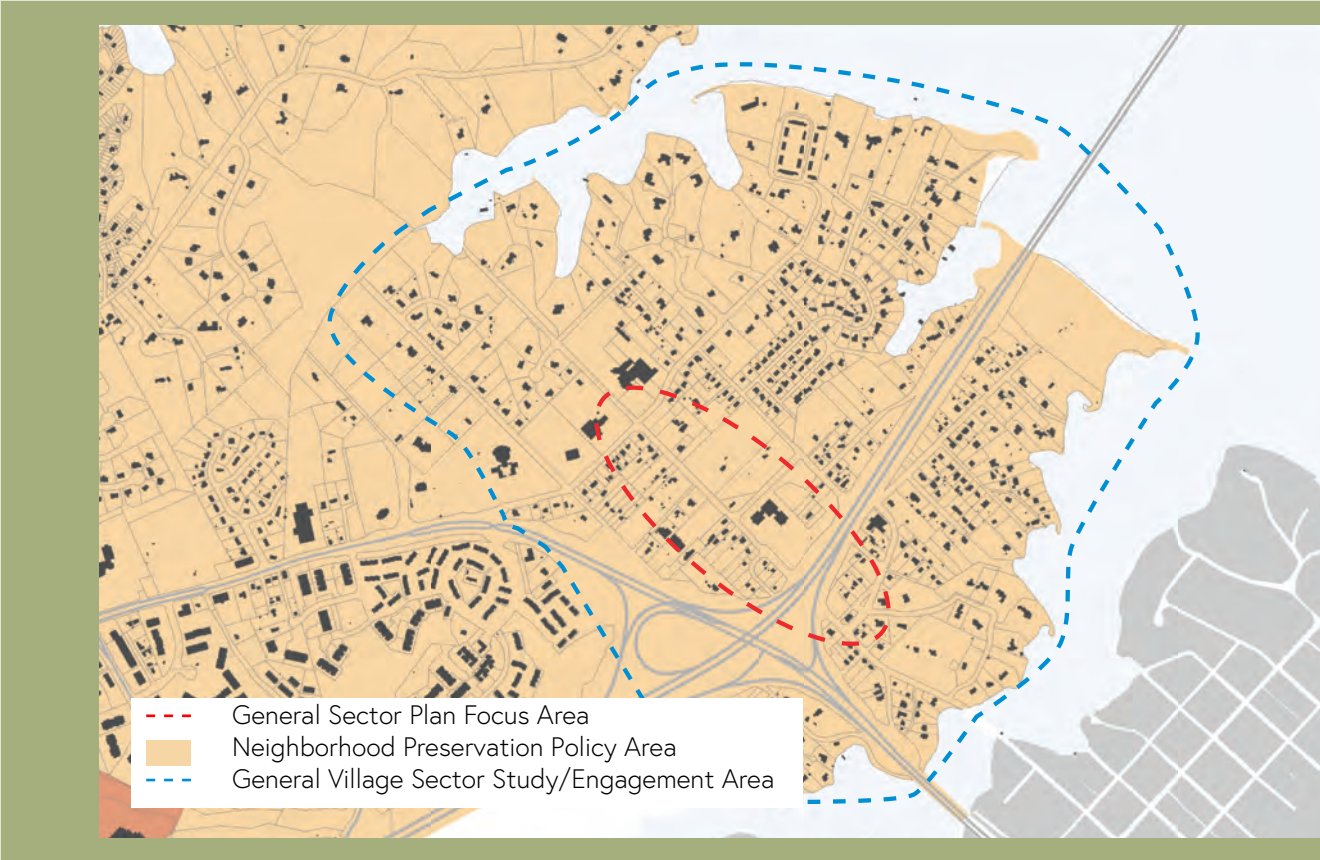 General Sector Plan Focus Area
Neighborhood Preservation Policy Area
General Village Sector Study/Engagement Area